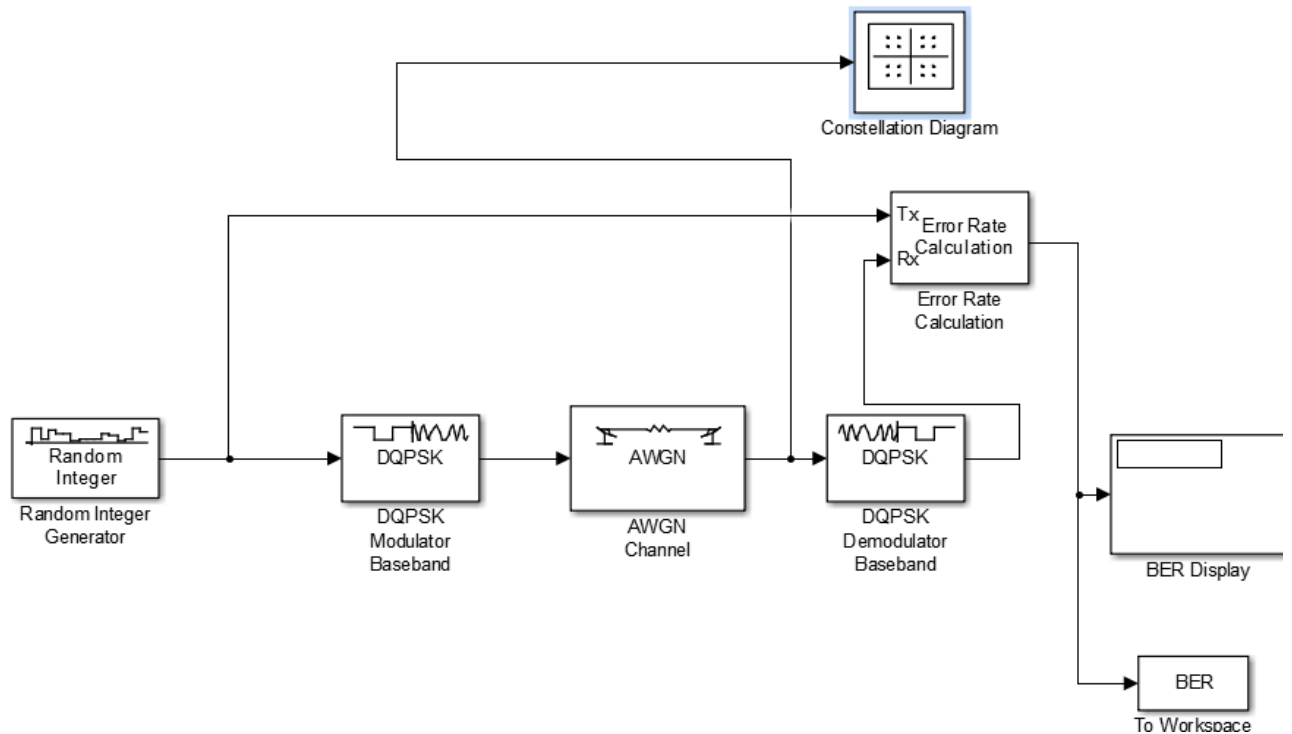 Constellation Diagram
Tx
Error Rate
Calculation
Rx
Error Rate
Calculation
Random
Integer
Random Integer
Generator
DQPSK
DQPSK
Modulator
Baseband
AWGN
AWGN
Channel
DQPSK
DQPSK
Demodulator
Baseband
BER Display
BER
To Workspace